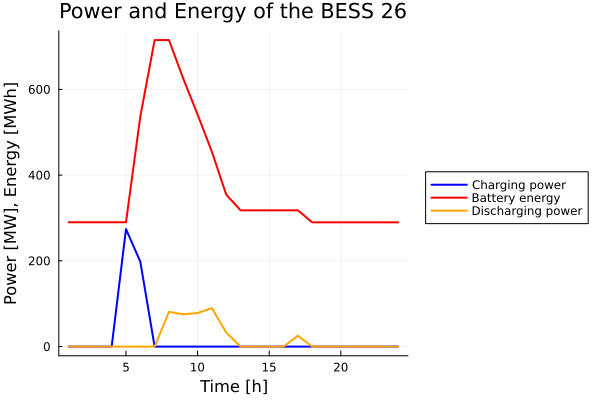 Power and Energy of the BESS 26
Power [MW], Energy [MWh]
600
400
200
0
5
10
15
20
Time [h]
Charging power
Battery energy
Discharging power